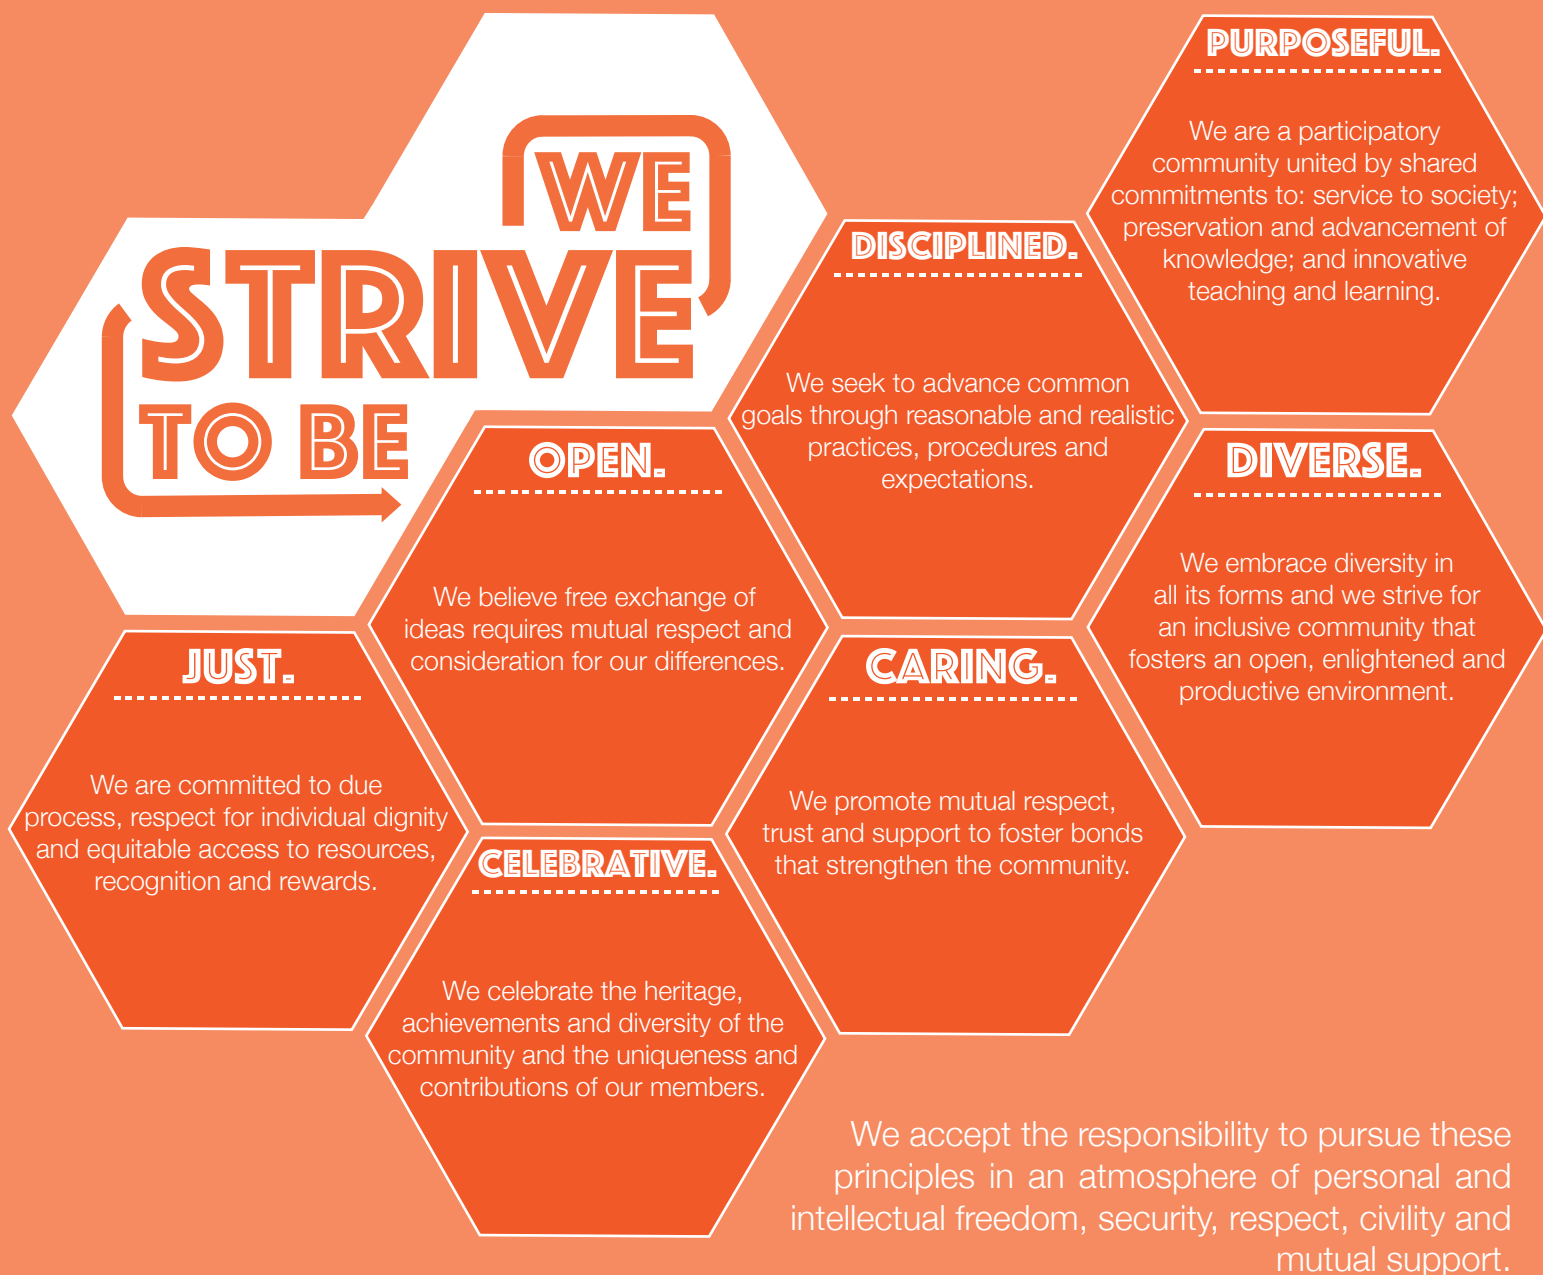 WE
STRIVE
TO BE
PURPOSEFUL.
We are a participatory
community united by shared
commitments to: service to society;
preservation and advancement of
knowledge; and innovative
teaching and learning.
DISCIPLINED.
We seek to advance common
goals through reasonable and realistic
practices, procedures and
expectations.
OPEN.
We believe free exchange of
ideas requires mutual respect and
consideration for our differences.
DIVERSE.
We embrace diversity in
all its forms and we strive for
an inclusive community that
fosters an open, enlightened and
productive environment.
JUST.
We are committed to due
process, respect for individual dignity
and equitable access to resources,
recognition and rewards.
CARING.
We promote mutual respect,
trust and support to foster bonds
that strengthen the community.
CELEBRATIVE.
We celebrate the heritage,
achievements and diversity of the
community and the uniqueness and
contributions of our members.
We accept the responsibility to pursue these
principles in an atmosphere of personal and
intellectual freedom, security, respect, civility and
mutual support.